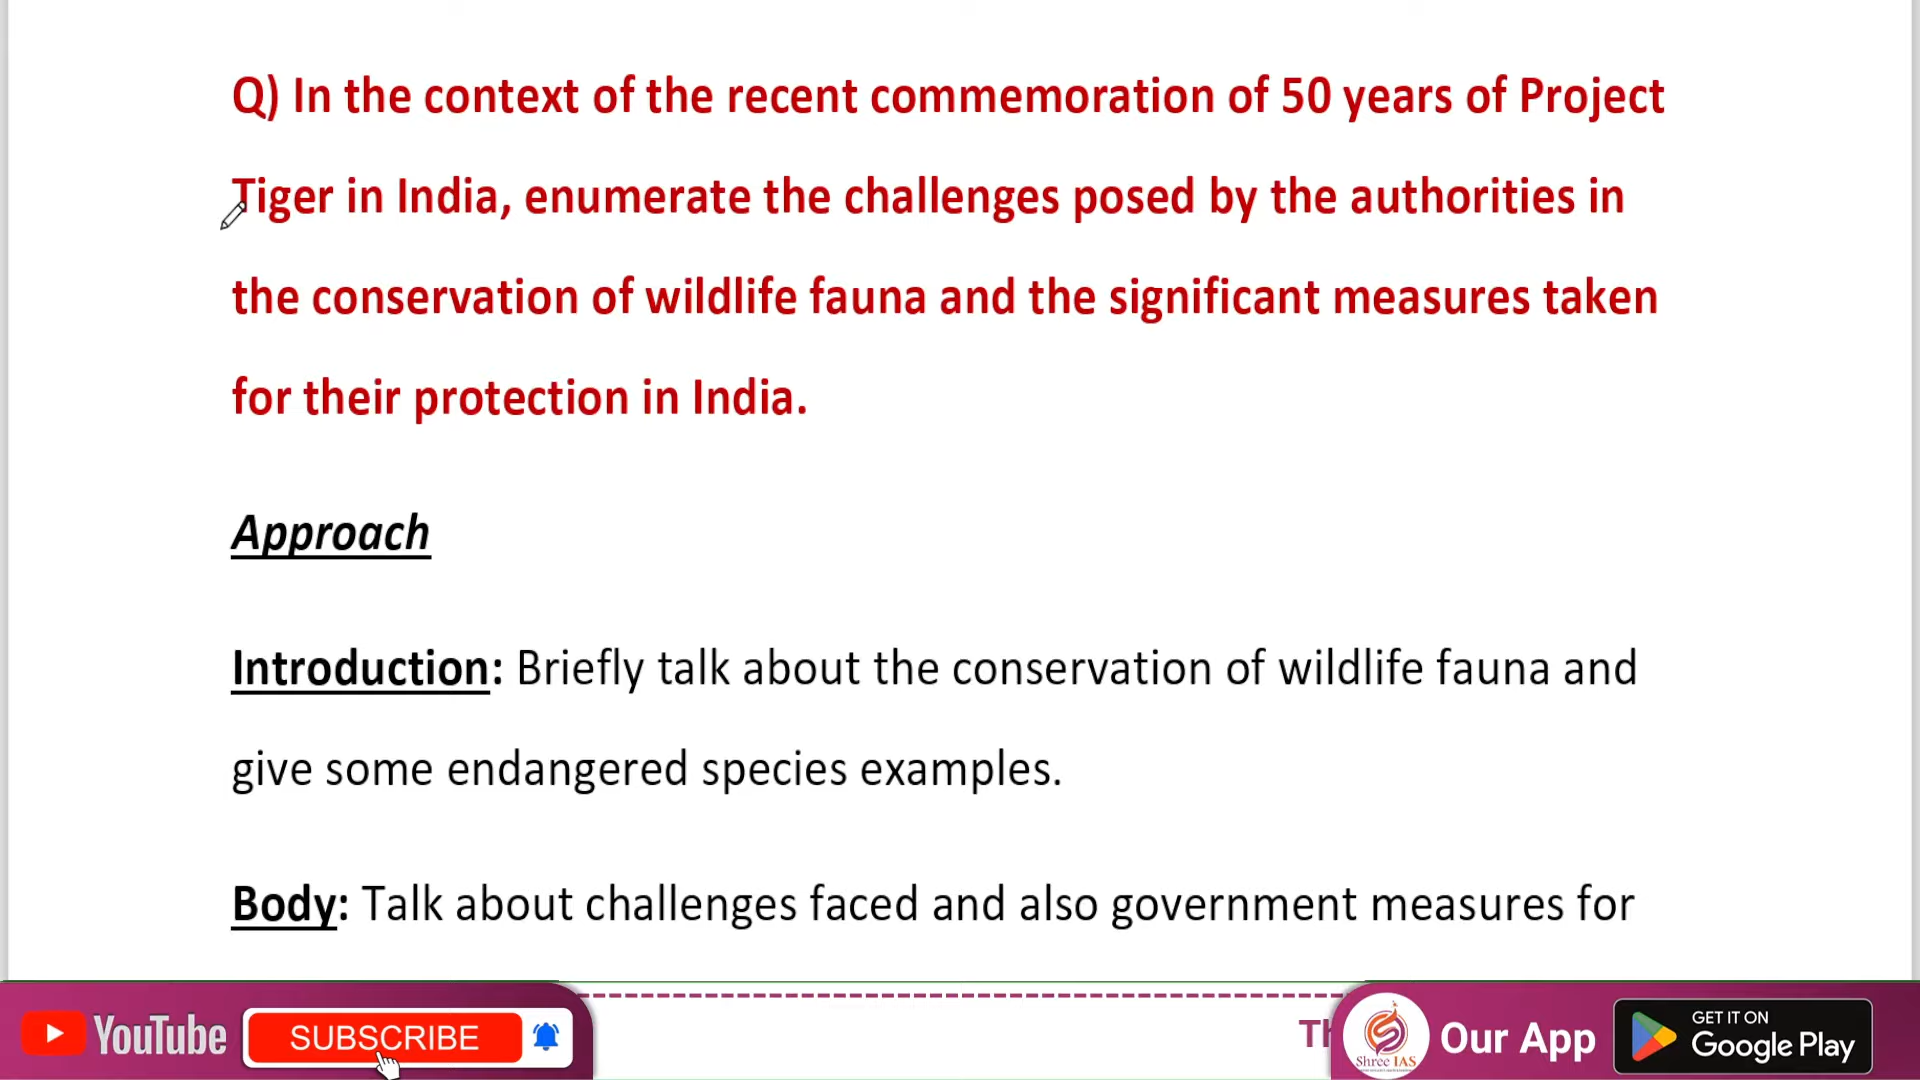 Q) In the context of the recent commemoration of 50 years of Project
Tiger in India, enumerate the challenges posed by the authorities in
the conservation of wildlife fauna and the significant measures taken
for their protection in India.
Approach
Introduction: Briefly talk about the conservation of wildlife fauna and
give some endangered species examples.
Body: Talk about challenges faced and also government measures for
YouTube
SUBSCRIBE
Shree IAS
Our App
GET IT ON
Google Play